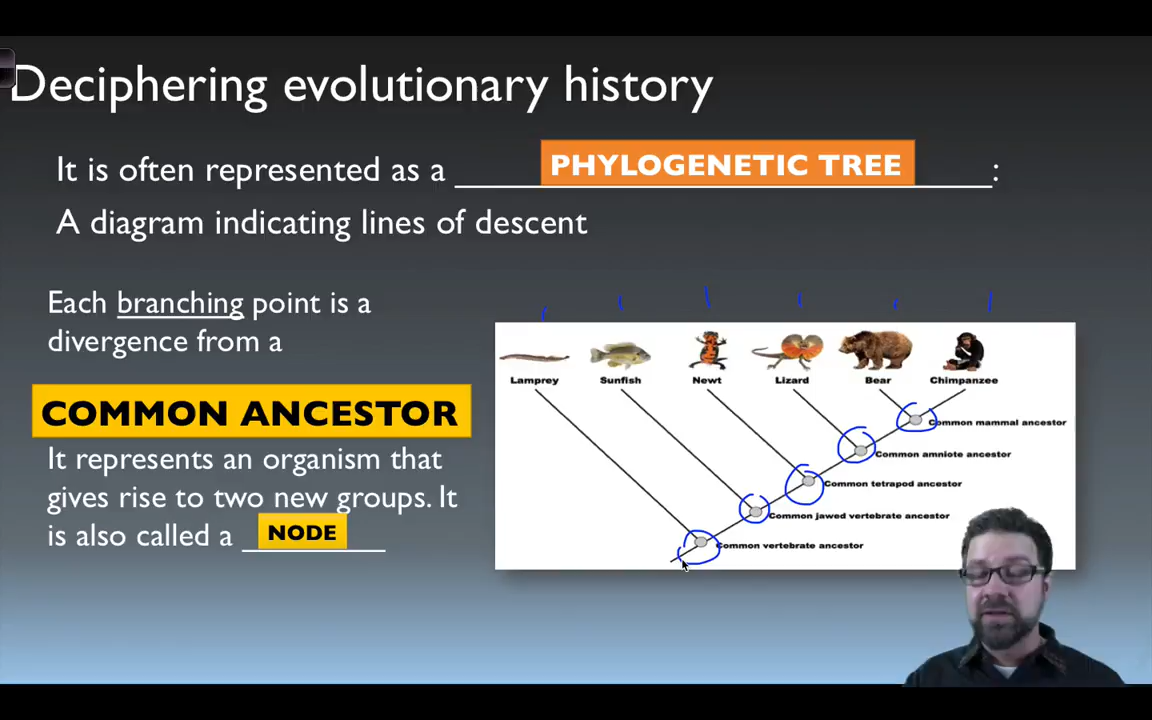 Deciphering evolutionary history
It is often represented as a PHYLOGENETIC TREE:
A diagram indicating lines of descent
Each branching point is a
divergence from a
COMMON ANCESTOR
It represents an organism that
gives rise to two new groups. It
is also called a NODE
Lamprey Sunfish Newt Lizard Bear Chimpanzee
Common mammal ancestor
Common amniote ancestor
Common tetrapod ancestor
Common jawed vertebrate ancestor
Common vertebrate ancestor